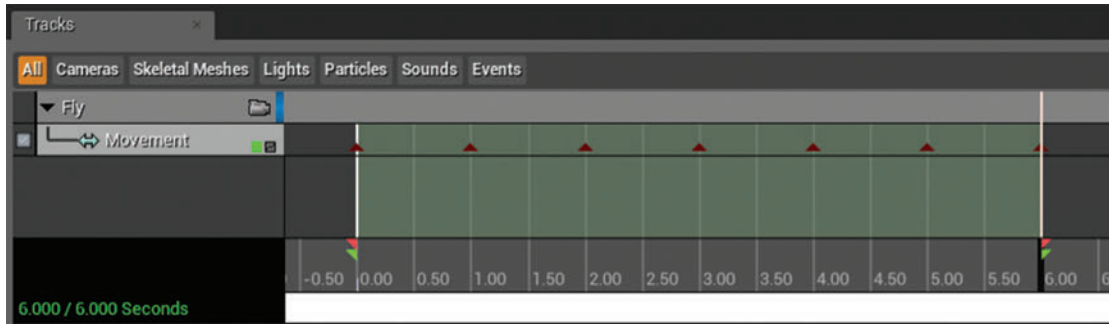 Tracks ×
All Cameras Skeletal Meshes Lights Particles Sounds Events
Fly
Movement
-0.50 0.00 0.50 1.00 1.50 2.00 2.50 3.00 3.50 4.00 4.50 5.00 5.50 6.00
6.000 / 6.000 Seconds